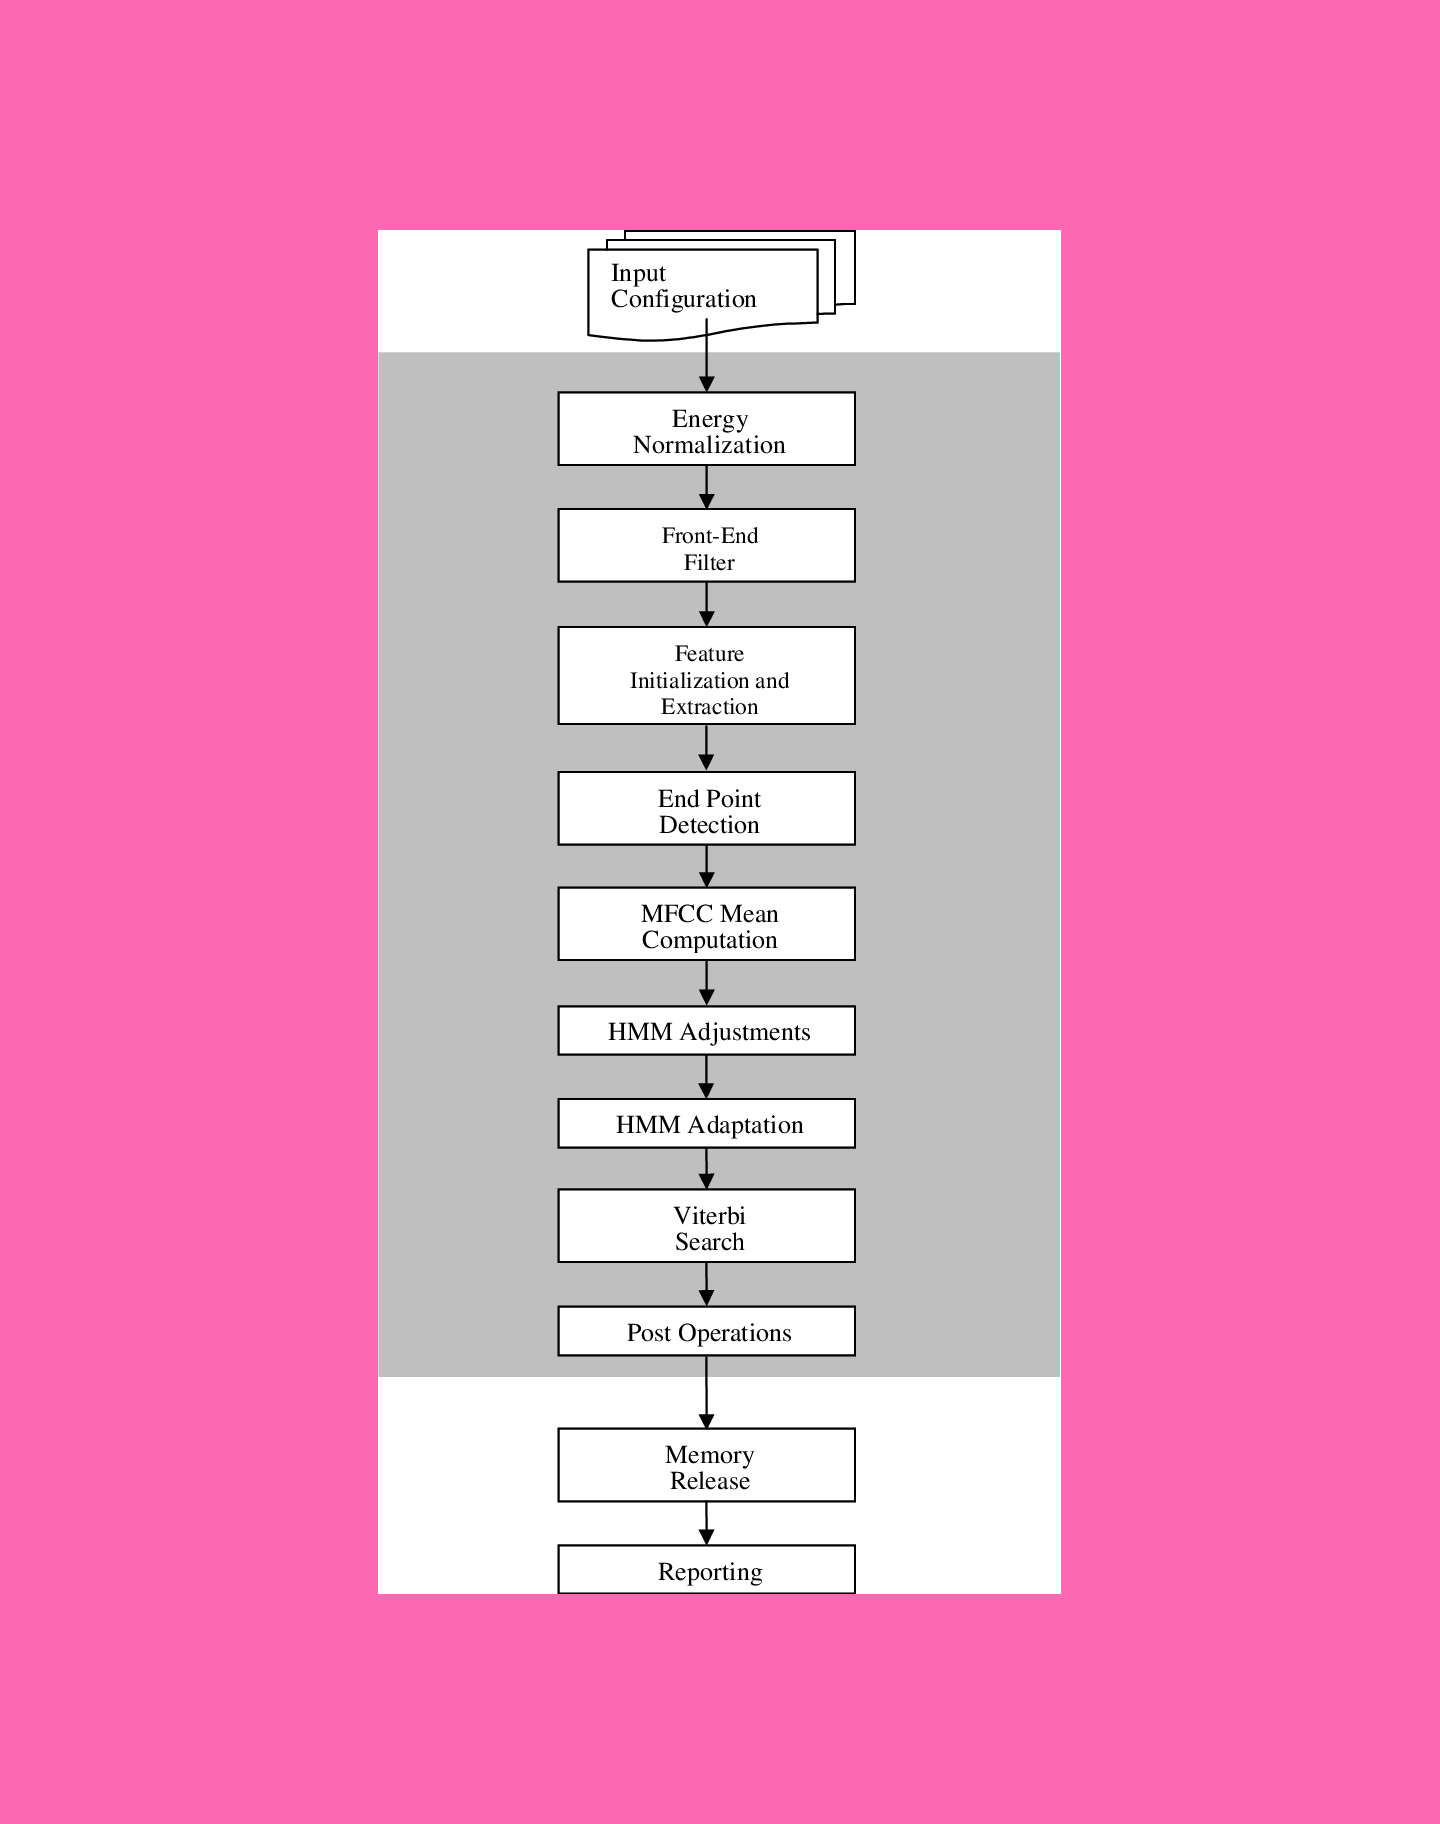 Input
Configuration
Energy
Normalization
Front-End
Filter
Feature
Initialization and
Extraction
End Point
Detection
MFCC Mean
Computation
HMM Adjustments
HMM Adaptation
Viterbi
Search
Post Operations
Memory
Release
Reporting